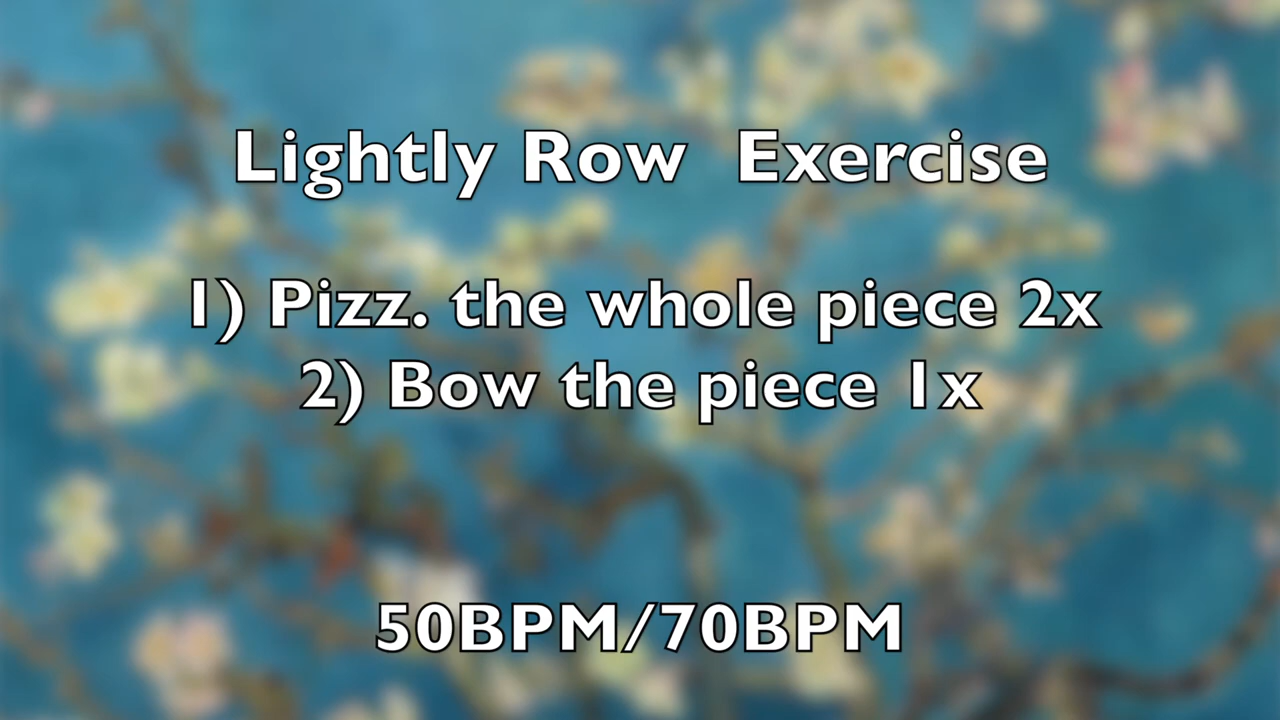 Lightly Row  Exercise
1) Pizz. the whole piece 2x
2) Bow the piece 1x
50BPM/70BPM